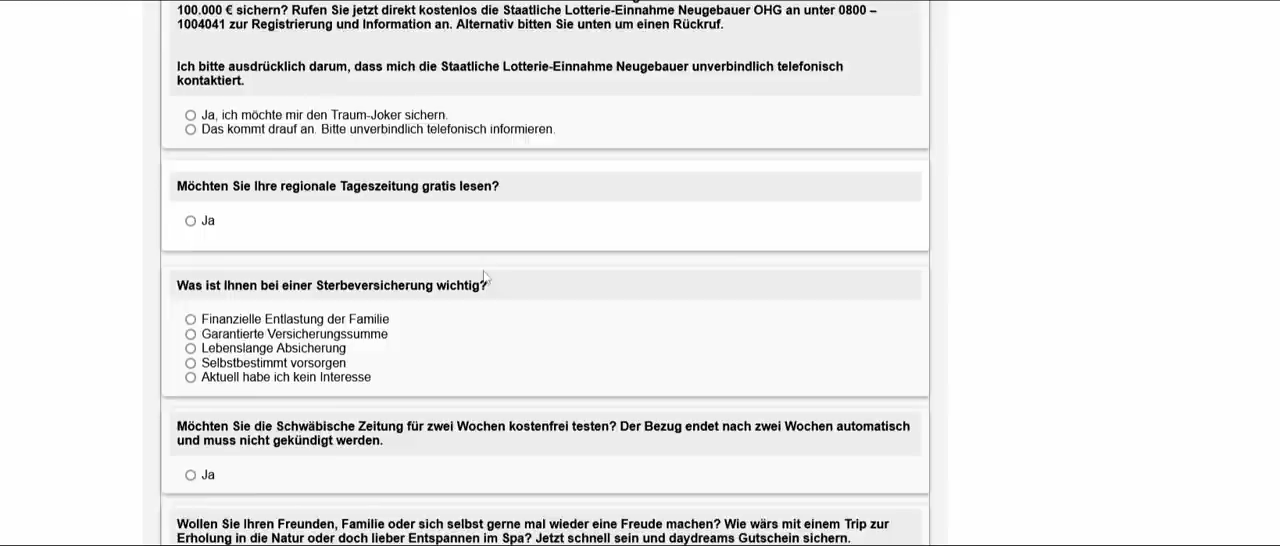 100.000 € sichern? Rufen Sie jetzt direkt kostenlos die Staatliche Lotterie-Einnahme Neugebauer OHG an unter 0800 –
1004041 zur Registrierung und Information an. Alternativ bitten Sie unten um einen Rückruf.
Ich bitte ausdrücklich darum, dass mich die Staatliche Lotterie-Einnahme Neugebauer unverbindlich telefonisch
kontaktiert.
Ja, ich möchte mir den Traum-Joker sichern.
Das kommt drauf an. Bitte unverbindlich telefonisch informieren.
Möchten Sie Ihre regionale Tageszeitung gratis lesen?
Ja
Was ist Ihnen bei einer Sterbeversicherung wichtig?
Finanzielle Entlastung der Familie
Garantierte Versicherungssumme
Lebenslange Absicherung
Selbstbestimmt vorsorgen
Aktuell habe ich kein Interesse
Möchten Sie die Schwäbische Zeitung für zwei Wochen kostenfrei testen? Der Bezug endet nach zwei Wochen automatisch
und muss nicht gekündigt werden.
Ja
Wollen Sie Ihren Freunden, Familie oder sich selbst gerne mal wieder eine Freude machen? Wie wärs mit einem Trip zur
Erholung in die Natur oder doch lieber Entspannen im Spa? Jetzt schnell sein und daydreams Gutschein sichern.